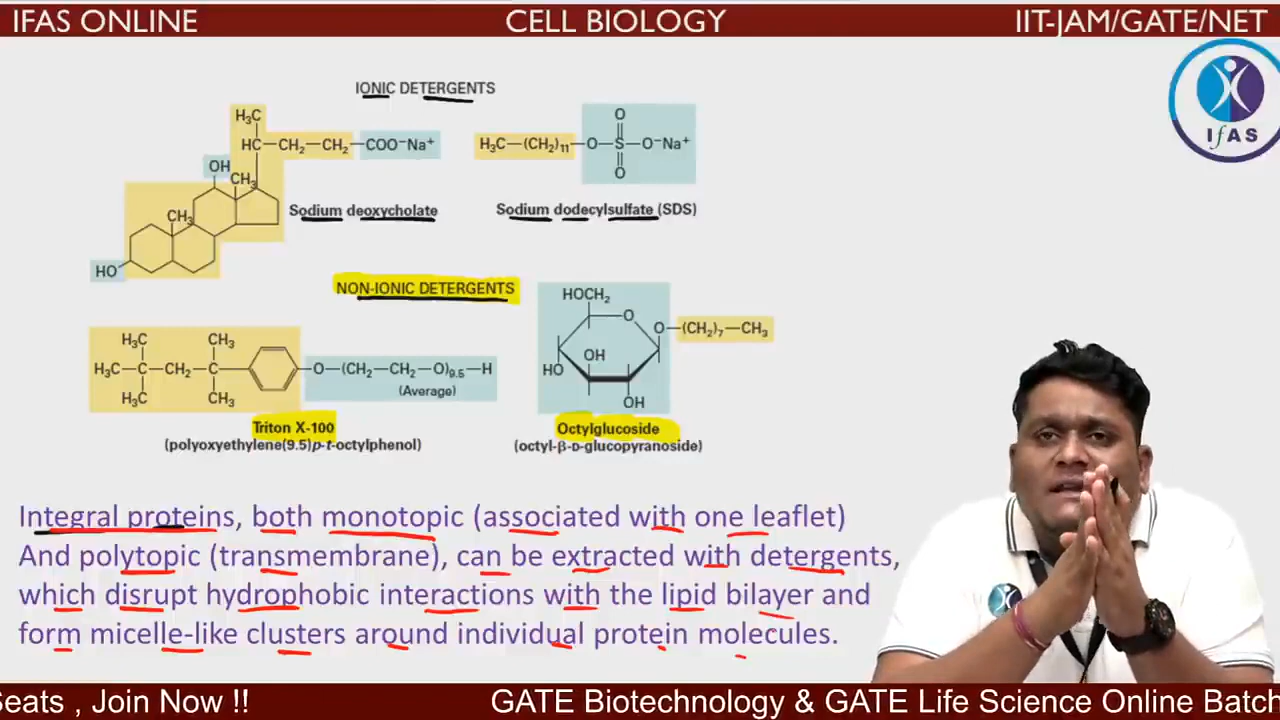 IFAS ONLINE
CELL BIOLOGY
IIT-JAM/GATE/NET
IfAS
IONIC DETERGENTS
H₃C
HC—CH₂—CH₂—COO⁻Na⁺
OH
CH₃
CH₃
HO
Sodium deoxycholate
O
H₃C—(CH₂)₁₁—O—S—O⁻Na⁺
O
Sodium dodecylsulfate (SDS)
NON-IONIC DETERGENTS
H₃C CH₃
H₃C—CH₂—O—(CH₂—CH₂—O)₉.₅—H
(Average)
H₃C CH₃
Triton X-100
(polyoxyethylene(9.5)p-t-octylphenol)
HOCH₂
O
O—(CH₂)₇—CH₃
OH
HO
OH
Octylglucoside
(octyl-β-D-glucopyranoside)
Integral proteins, both monotopic (associated with one leaflet)
And polytopic (transmembrane), can be extracted with detergents,
which disrupt hydrophobic interactions with the lipid bilayer and
form micelle-like clusters around individual protein molecules.
Seats , Join Now !!
GATE Biotechnology & GATE Life Science Online Batch